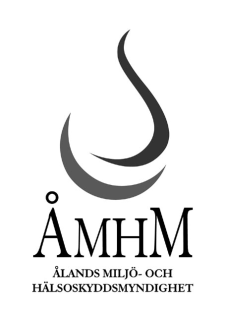 ÅMHM
ÅLANDS MILJÖ- OCH
HÄLSOSKYDDSMYNDIGHET